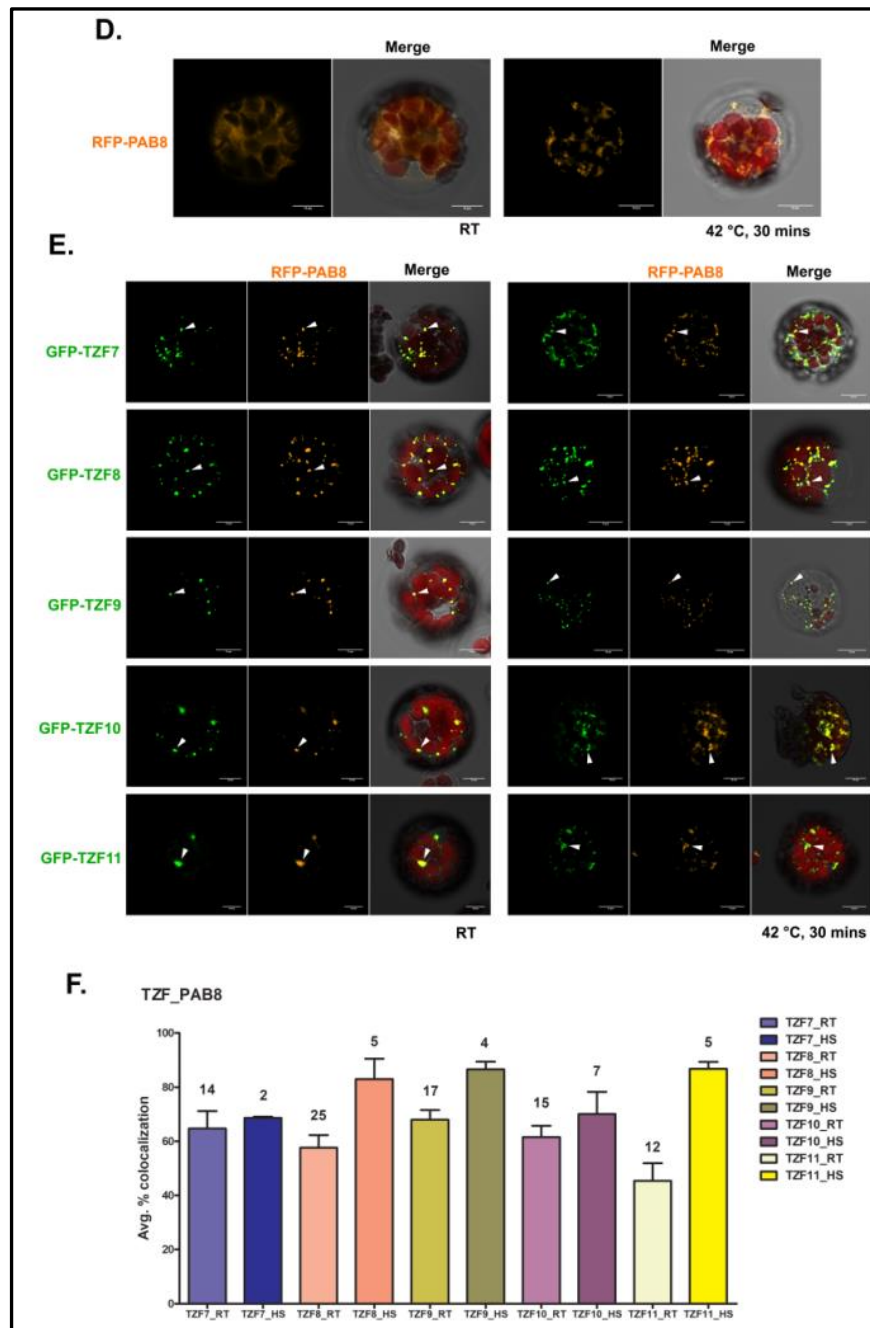 D.
Merge
Merge
RFP-PAB8
RT
42 °C, 30 mins
E.
RFP-PAB8
Merge
RFP-PAB8
Merge
GFP-TZF7
GFP-TZF8
GFP-TZF9
GFP-TZF10
GFP-TZF11
RT
42 °C, 30 mins
F.
TZF_PAB8
Avg. % colocalization
100
80
60
40
20
0
14
2
25
5
17
4
15
7
12
5
TZF7_RT
TZF7_HS
TZF8_RT
TZF8_HS
TZF9_RT
TZF9_HS
TZF10_RT
TZF10_HS
TZF11_RT
TZF11_HS
TZF7_RT
TZF7_HS
TZF8_RT
TZF8_HS
TZF9_RT
TZF9_HS
TZF10_RT
TZF10_HS
TZF11_RT
TZF11_HS